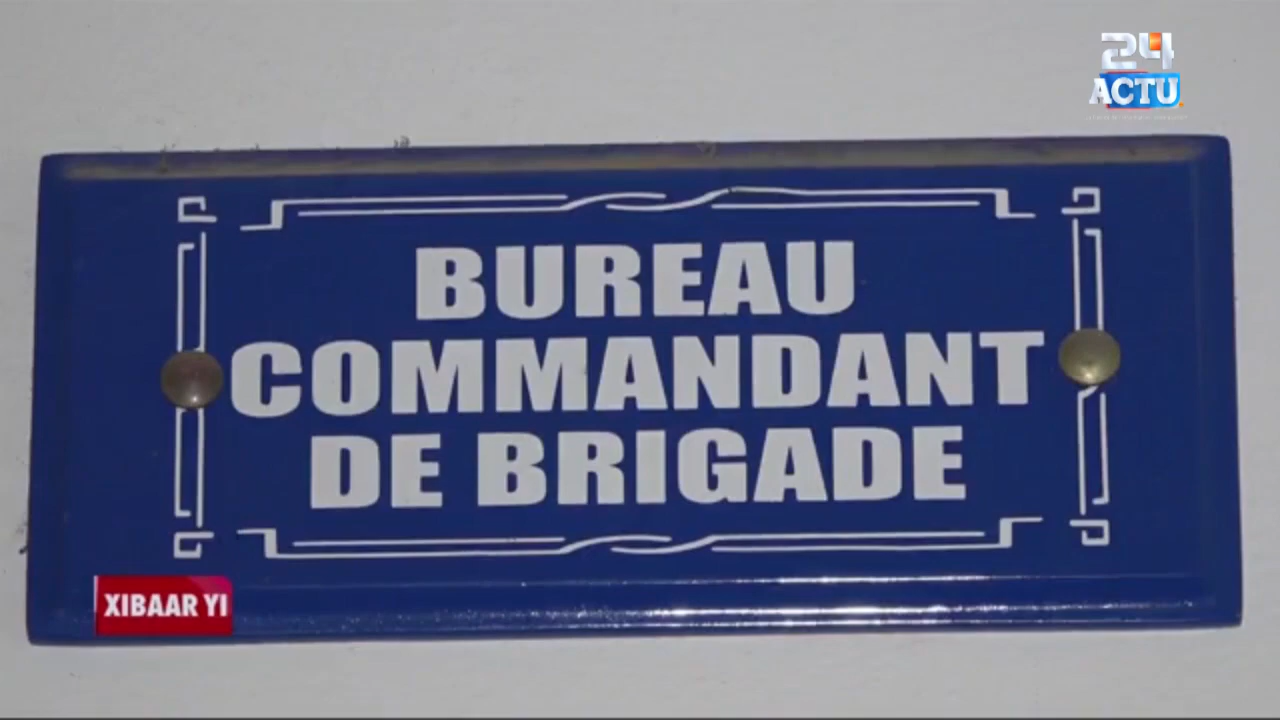 24
ACTU
BUREAU
COMMANDANT
DE BRIGADE
XIBAAR YI